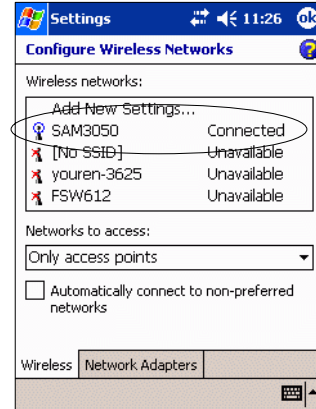 Settings 11:26 ok
Configure Wireless Networks ?
Wireless networks:
Add New Settings...
SAM3050 Connected
[No SSID] Unavailable
youren-3625 Unavailable
FSW612 Unavailable
Networks to access:
Only access points
Automatically connect to non-preferred
networks
Wireless Network Adapters